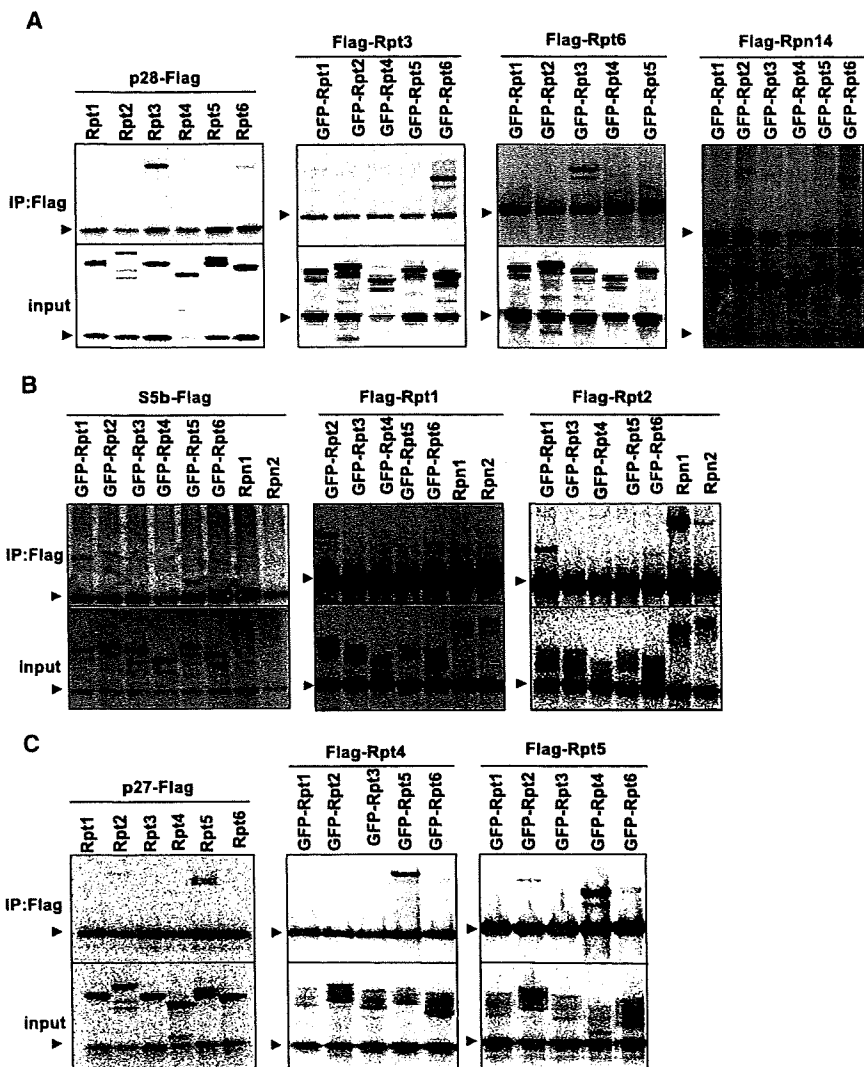 A
p28-Flag
Rpt1 Rpt2 Rpt3 Rpt4 Rpt5 Rpt6
Flag-Rpt3
GFP-Rpt1 GFP-Rpt2 GFP-Rpt4 GFP-Rpt5 GFP-Rpt6
Flag-Rpt6
GFP-Rpt1 GFP-Rpt2 GFP-Rpt3 GFP-Rpt4 GFP-Rpt5
Flag-Rpn14
GFP-Rpt1 GFP-Rpt2 GFP-Rpt3 GFP-Rpt4 GFP-Rpt5 GFP-Rpt6
IP:Flag
input
B
S5b-Flag
GFP-Rpt1 GFP-Rpt2 GFP-Rpt3 GFP-Rpt4 GFP-Rpt5 GFP-Rpt6 Rpn1 Rpn2
Flag-Rpt1
GFP-Rpt2 GFP-Rpt3 GFP-Rpt4 GFP-Rpt5 GFP-Rpt6 Rpn1 Rpn2
Flag-Rpt2
GFP-Rpt1 GFP-Rpt3 GFP-Rpt4 GFP-Rpt5 GFP-Rpt6 Rpn1 Rpn2
IP:Flag
input
C
p27-Flag
Rpt1 Rpt2 Rpt3 Rpt4 Rpt5 Rpt6
Flag-Rpt4
GFP-Rpt1 GFP-Rpt2 GFP-Rpt3 GFP-Rpt5 GFP-Rpt6
Flag-Rpt5
GFP-Rpt1 GFP-Rpt2 GFP-Rpt3 GFP-Rpt4 GFP-Rpt6
IP:Flag
input